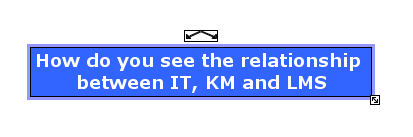 How do you see the relationship
between IT, KM and LMS